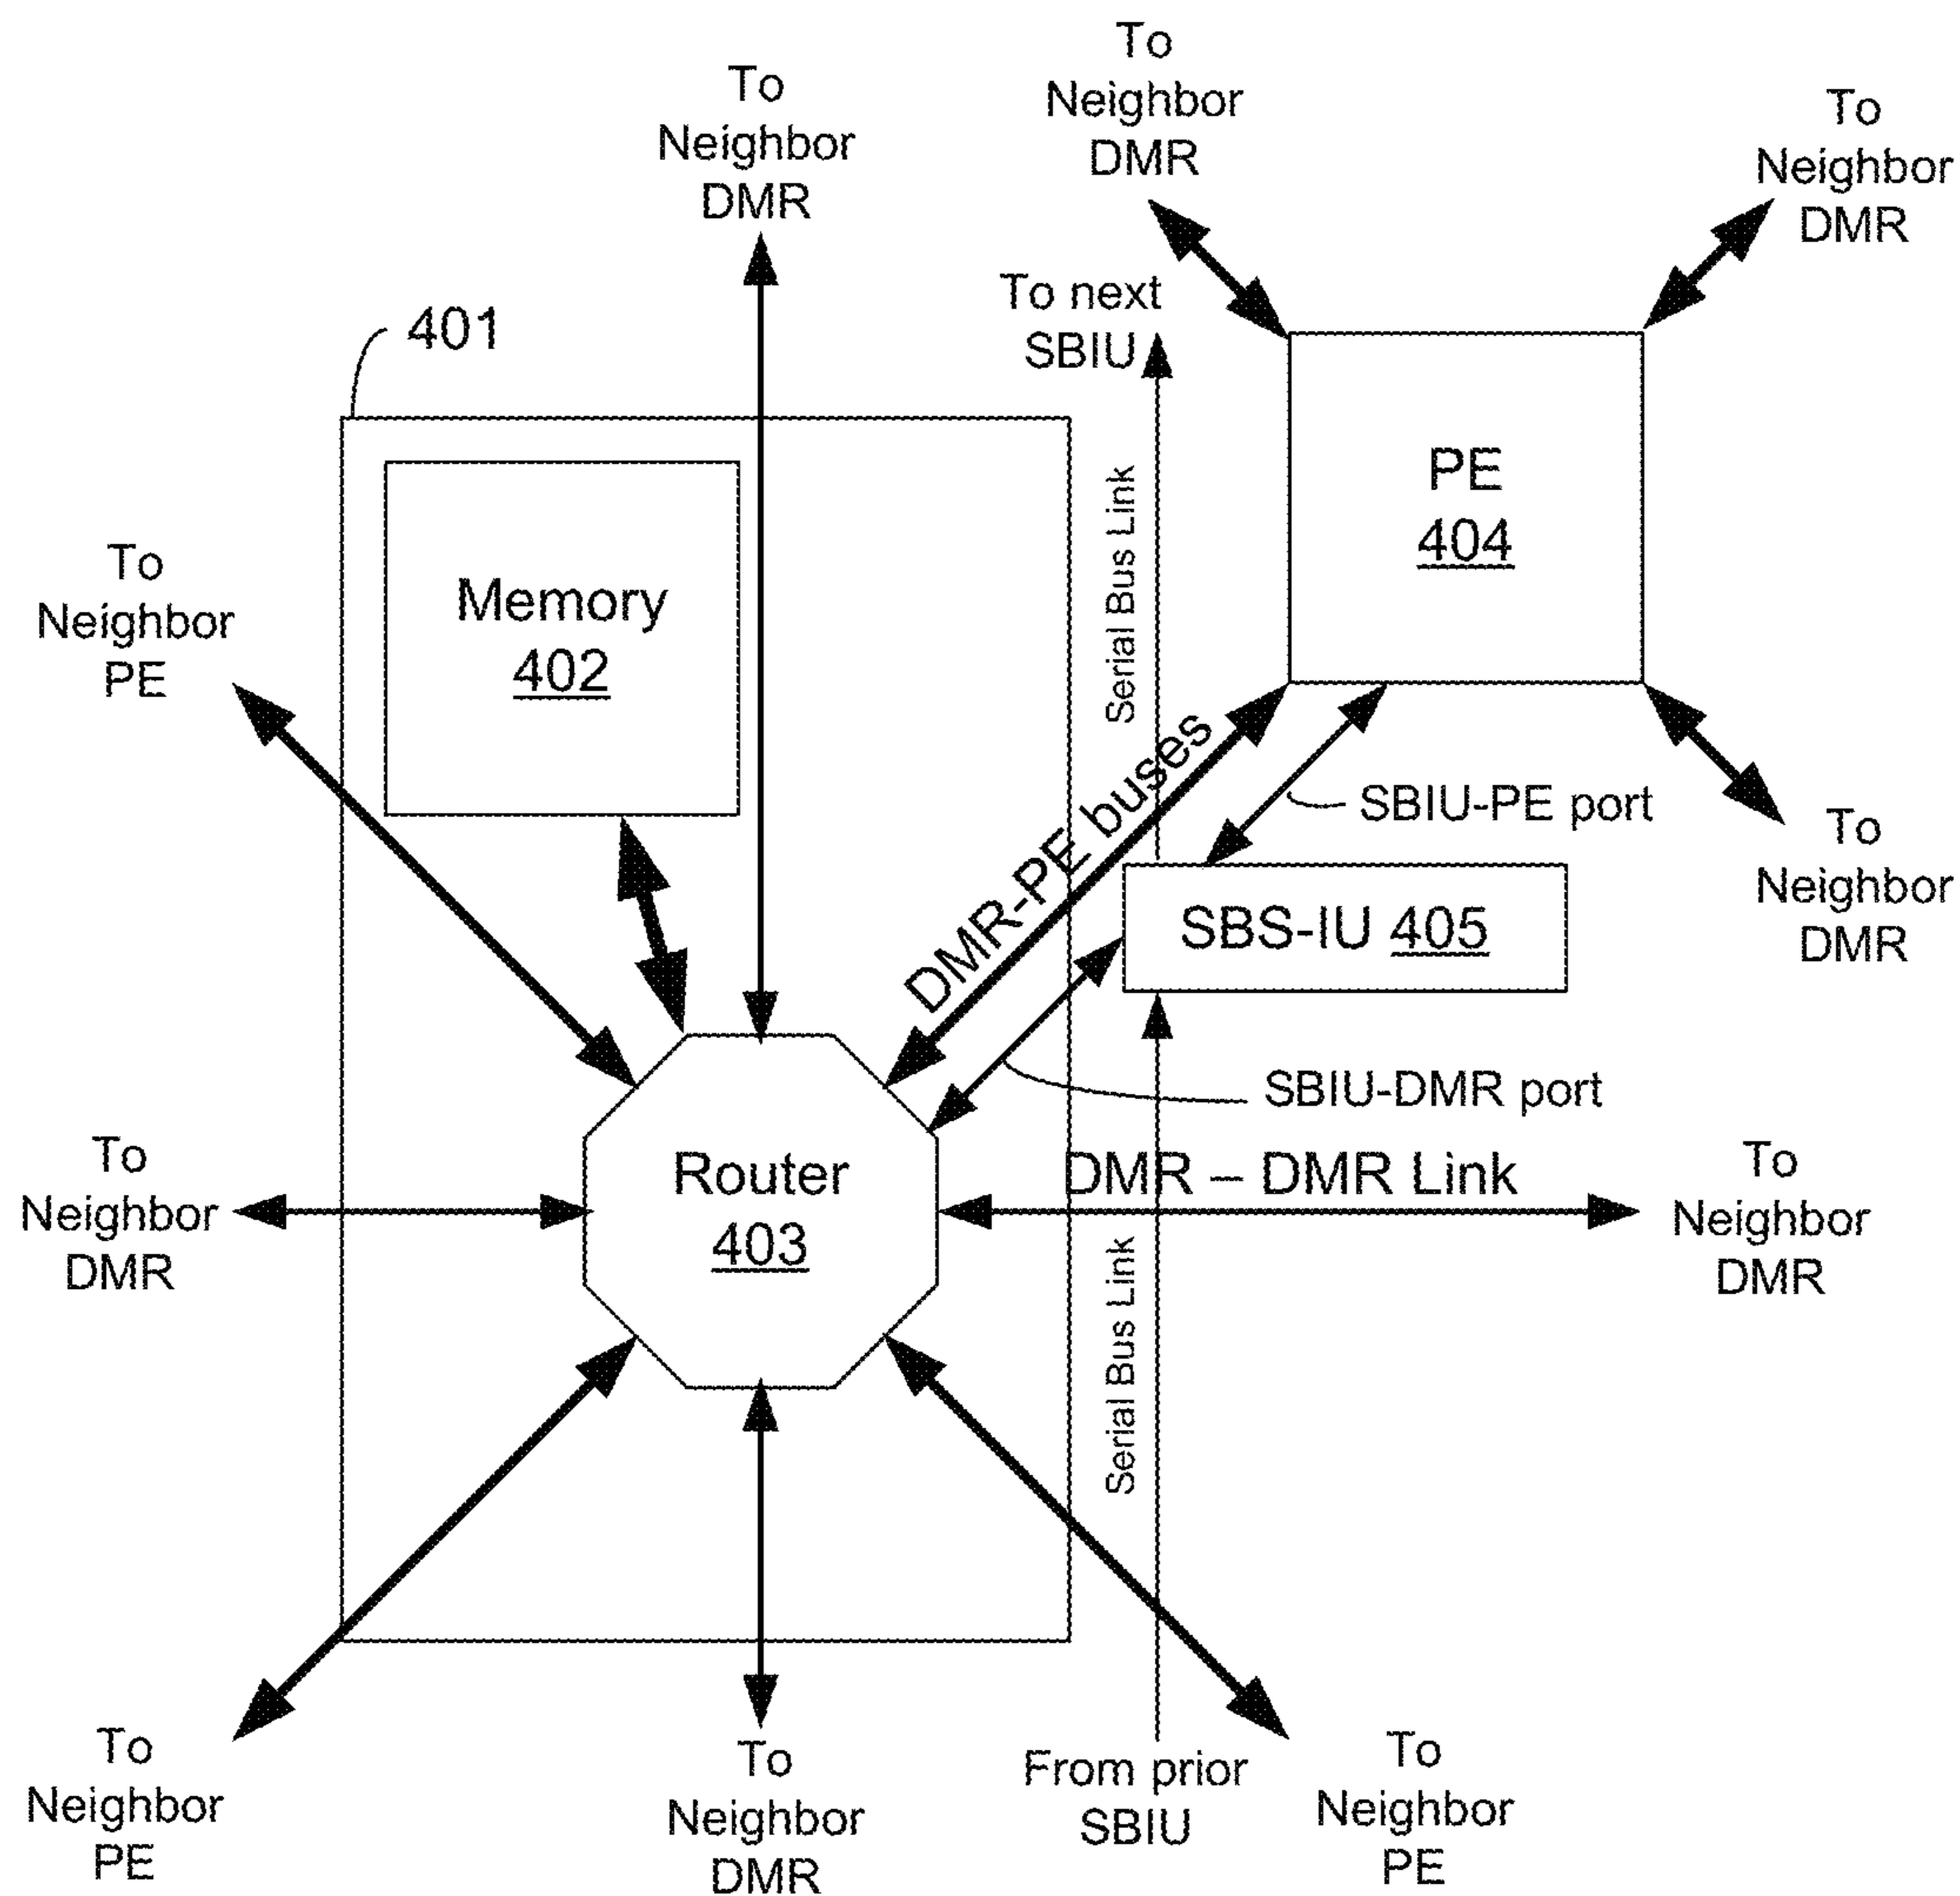 To
Neighbor
DMR
To
Neighbor
DMR
To
Neighbor
DMR
To next
SBIU
401
Serial Bus Link
PE
404
To
Neighbor
PE
Memory
402
DMR-PE buses
SBIU-PE port
To
Neighbor
DMR
SBS-IU 405
SBIU-DMR port
To
Neighbor
DMR
Router
403
DMR – DMR Link
To
Neighbor
DMR
Serial Bus Link
To
Neighbor
PE
To
Neighbor
DMR
From prior
SBIU
To
Neighbor
PE